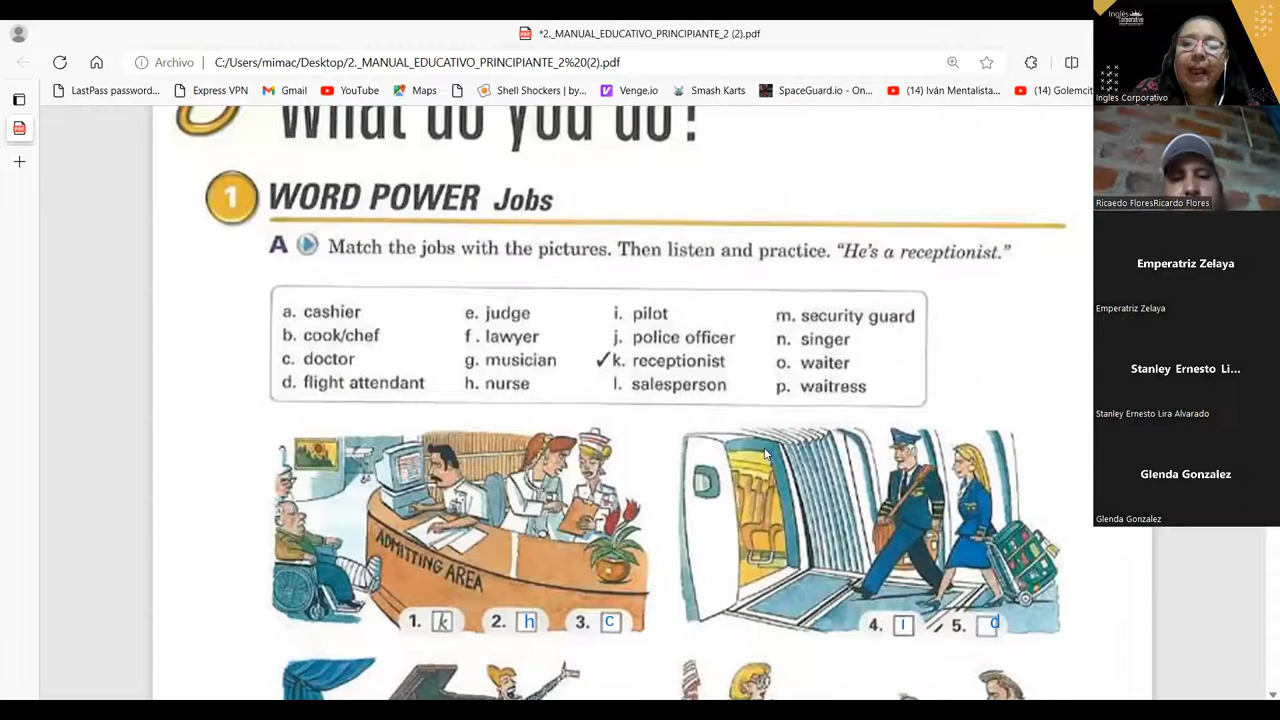 *2._MANUAL_EDUCATIVO_PRINCIPIANTE_2 (2).pdf
Archivo
C:/Users/mimac/Desktop/2._MANUAL_EDUCATIVO_PRINCIPIANTE_2%20(2).pdf
LastPass password...
Express VPN
Gmail
YouTube
Maps
Shell Shockers | by...
Venge.io
Smash Karts
SpaceGuard.io - On...
(14) Iván Mentalista...
(14) Golemcit
What do you do?
1 WORD POWER Jobs
A Match the jobs with the pictures. Then listen and practice. “He’s a receptionist.”
a. cashier
b. cook/chef
c. doctor
d. flight attendant
e. judge
f. lawyer
g. musician
h. nurse
i. pilot
j. police officer
✓k. receptionist
l. salesperson
m. security guard
n. singer
o. waiter
p. waitress
ADMITTING AREA
1. k 2. h 3. c
4. I 5. d
Inglés
Corporativo
Ingles Corporativo
Ricaedo FloresRicardo Flores
Emperatriz Zelaya
Emperatriz Zelaya
Stanley Ernesto Li...
Stanley Ernesto Lira Alvarado
Glenda Gonzalez
Glenda Gonzalez